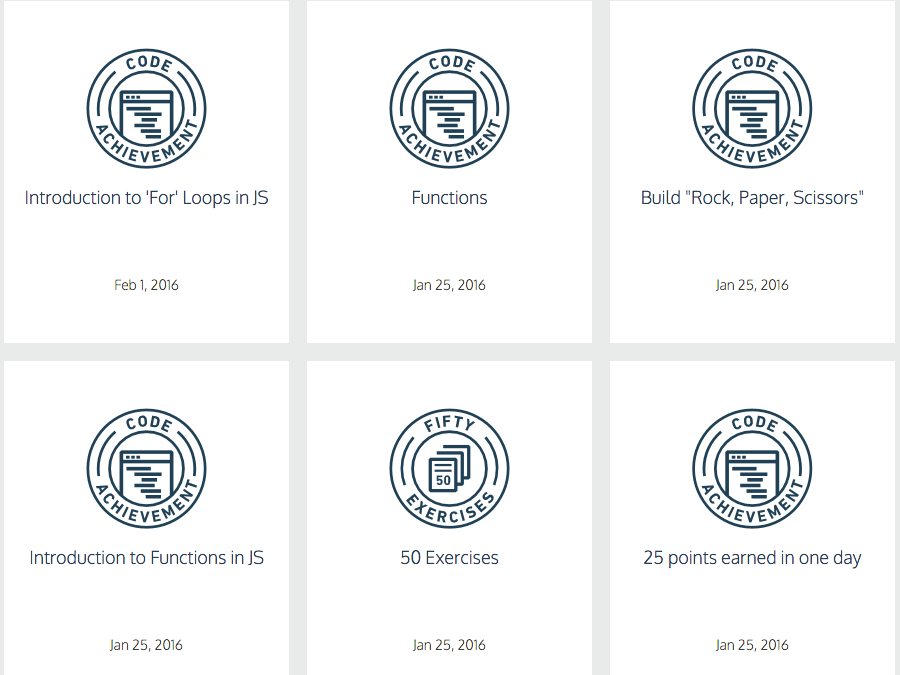 CODE ACHIEVEMENT
Introduction to 'For' Loops in JS
Feb 1, 2016
CODE ACHIEVEMENT
Functions
Jan 25, 2016
CODE ACHIEVEMENT
Build "Rock, Paper, Scissors"
Jan 25, 2016
CODE ACHIEVEMENT
Introduction to Functions in JS
Jan 25, 2016
FIFTY EXERCISES
50
50 Exercises
Jan 25, 2016
CODE ACHIEVEMENT
25 points earned in one day
Jan 25, 2016